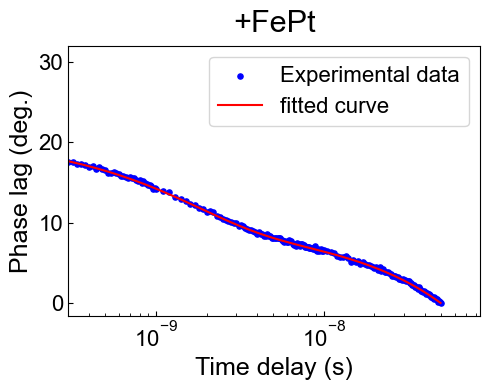 +FePt
Phase lag (deg.)
30
20
10
0
Experimental data
fitted curve
10⁻⁹
10⁻⁸
Time delay (s)